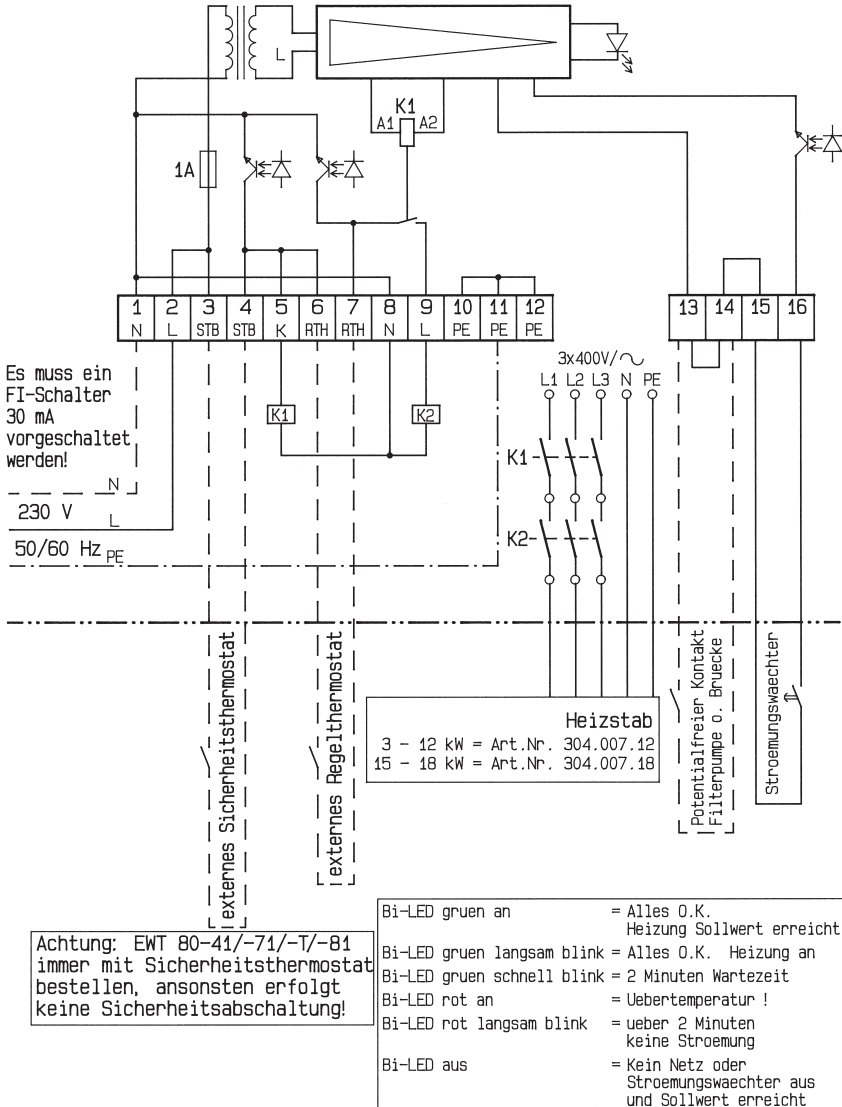 K1
A1 A2
1A
1 2 3 4 5 6 7 8 9 10 11 12
N L STB STB K RTH RTH N L PE PE PE
13 14 15 16
Es muss ein
FI-Schalter
30 mA
vorgeschaltet
werden!
N
230 V L
50/60 Hz PE
K1 K2
3x400V/~
L1 L2 L3 N PE
K1
K2
externes Sicherheitsthermostat
externes Regelthermostat
Heizstab
3 - 12 kW = Art.Nr. 304.007.12
15 - 18 kW = Art.Nr. 304.007.18
Potentialfreier Kontakt
Filterpumpe o. Bruecke
Stroemungswaechter
Achtung: EWT 80-41/-71/-T/-81
immer mit Sicherheitsthermostat
bestellen, ansonsten erfolgt
keine Sicherheitsabschaltung!
Bi-LED gruen an = Alles O.K.
Heizung Sollwert erreicht
Bi-LED gruen langsam blink = Alles O.K. Heizung an
Bi-LED gruen schnell blink = 2 Minuten Wartezeit
Bi-LED rot an = Uebertemperatur !
Bi-LED rot langsam blink = ueber 2 Minuten
keine Stroemung
Bi-LED aus = Kein Netz oder
Stroemungswaechter aus
und Sollwert erreicht